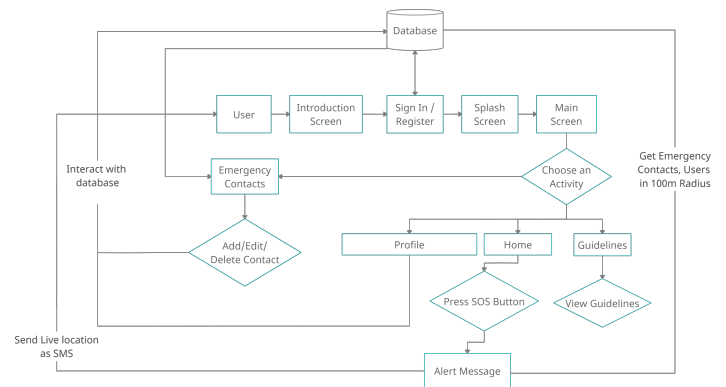 Database
User
Introduction
Screen
Sign In /
Register
Splash
Screen
Main
Screen
Interact with
database
Emergency
Contacts
Choose an
Activity
Get Emergency
Contacts, Users
in 100m Radius
Add/Edit/
Delete Contact
Profile
Home
Guidelines
Press SOS Button
View Guidelines
Send Live location
as SMS
Alert Message